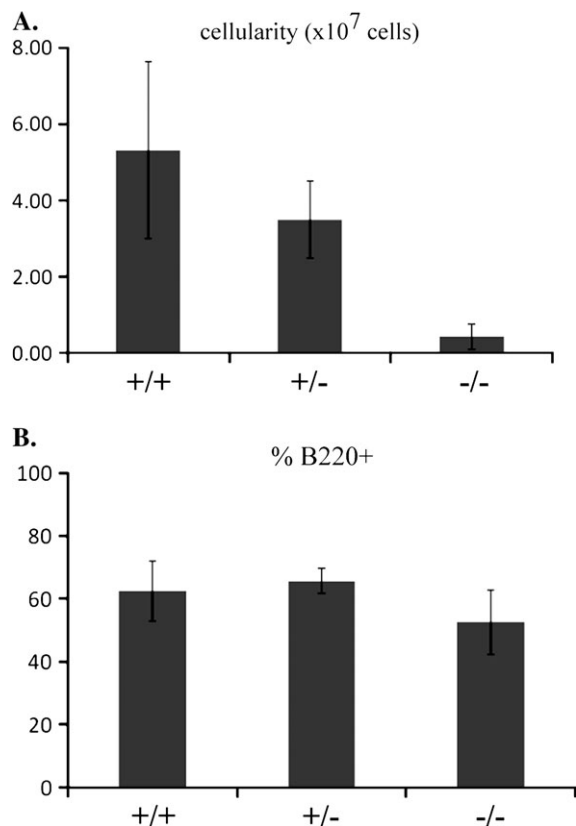 A.
cellularity (x10^7 cells)
8.00
6.00
4.00
2.00
0.00
+/+ +/- -/-
B.
% B220+
100
80
60
40
20
0
+/+ +/- -/-